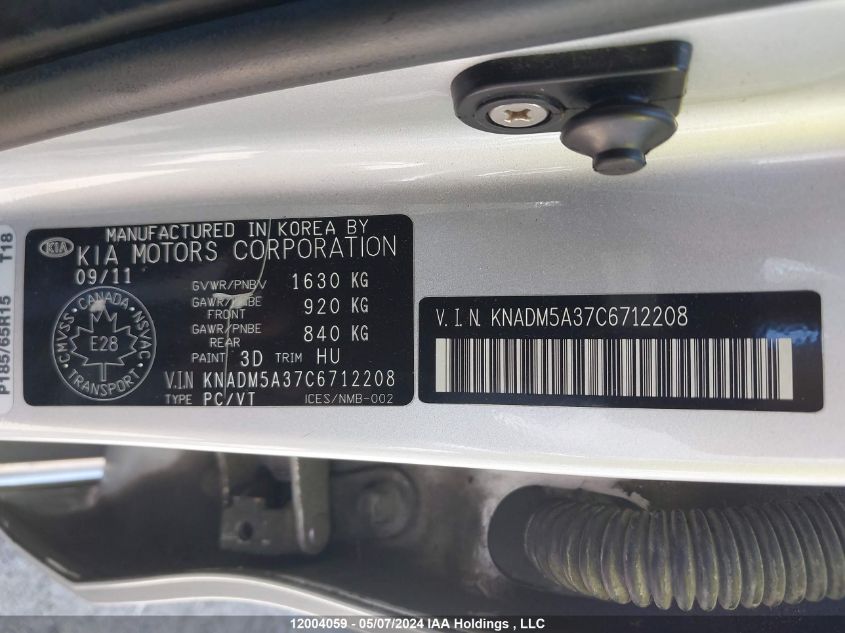 MANUFACTURED IN KOREA BY
KIA KIA MOTORS CORPORATION
09/11
GVWR/PNBV 1630 KG
GAWR/PNBE FRONT 920 KG
GAWR/PNBE REAR 840 KG
PAINT 3D TRIM HU
V.I.N KNADM5A37C6712208
TYPE PC/VT ICES/NMB-002
CANADA
CMVSS NSVAC
E28
TRANSPORT
V.I.N. KNADM5A37C6712208
P185/65R15 T18
12004059 - 05/07/2024 IAA Holdings , LLC